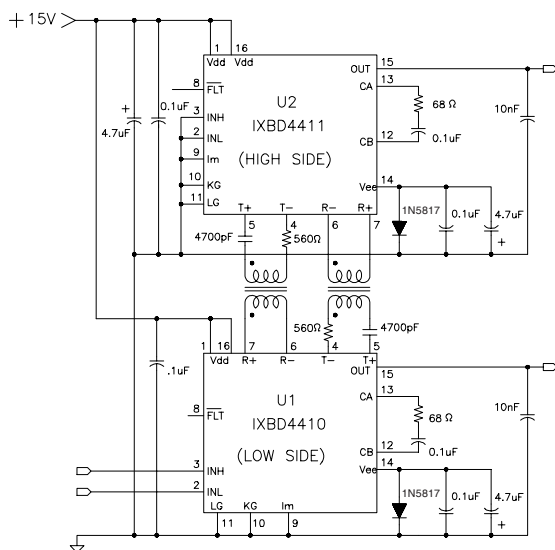 + 15V
1 16
Vdd Vdd
OUT 15
8 FLT
CA 13
U2
3 INH
IXBD4411
68 Ω
10nF
+
4.7uF
0.1uF
2 INL
0.1uF
9 Im
(HIGH SIDE)
CB 12
10 KG
Vee 14
11 LG
1N5817
0.1uF
4.7uF
T+ T- R- R+
5 4 6 7
+
4700pF
560Ω
560Ω
4700pF
1 16 7 6 4 5
Vdd R+ R- T- T+
OUT 15
.1uF
CA 13
U1
8 FLT
IXBD4410
68 Ω
10nF
0.1uF
(LOW SIDE)
CB 12
3 INH
Vee 14
2 INL
1N5817
0.1uF
4.7uF
LG KG Im
11 10 9
+